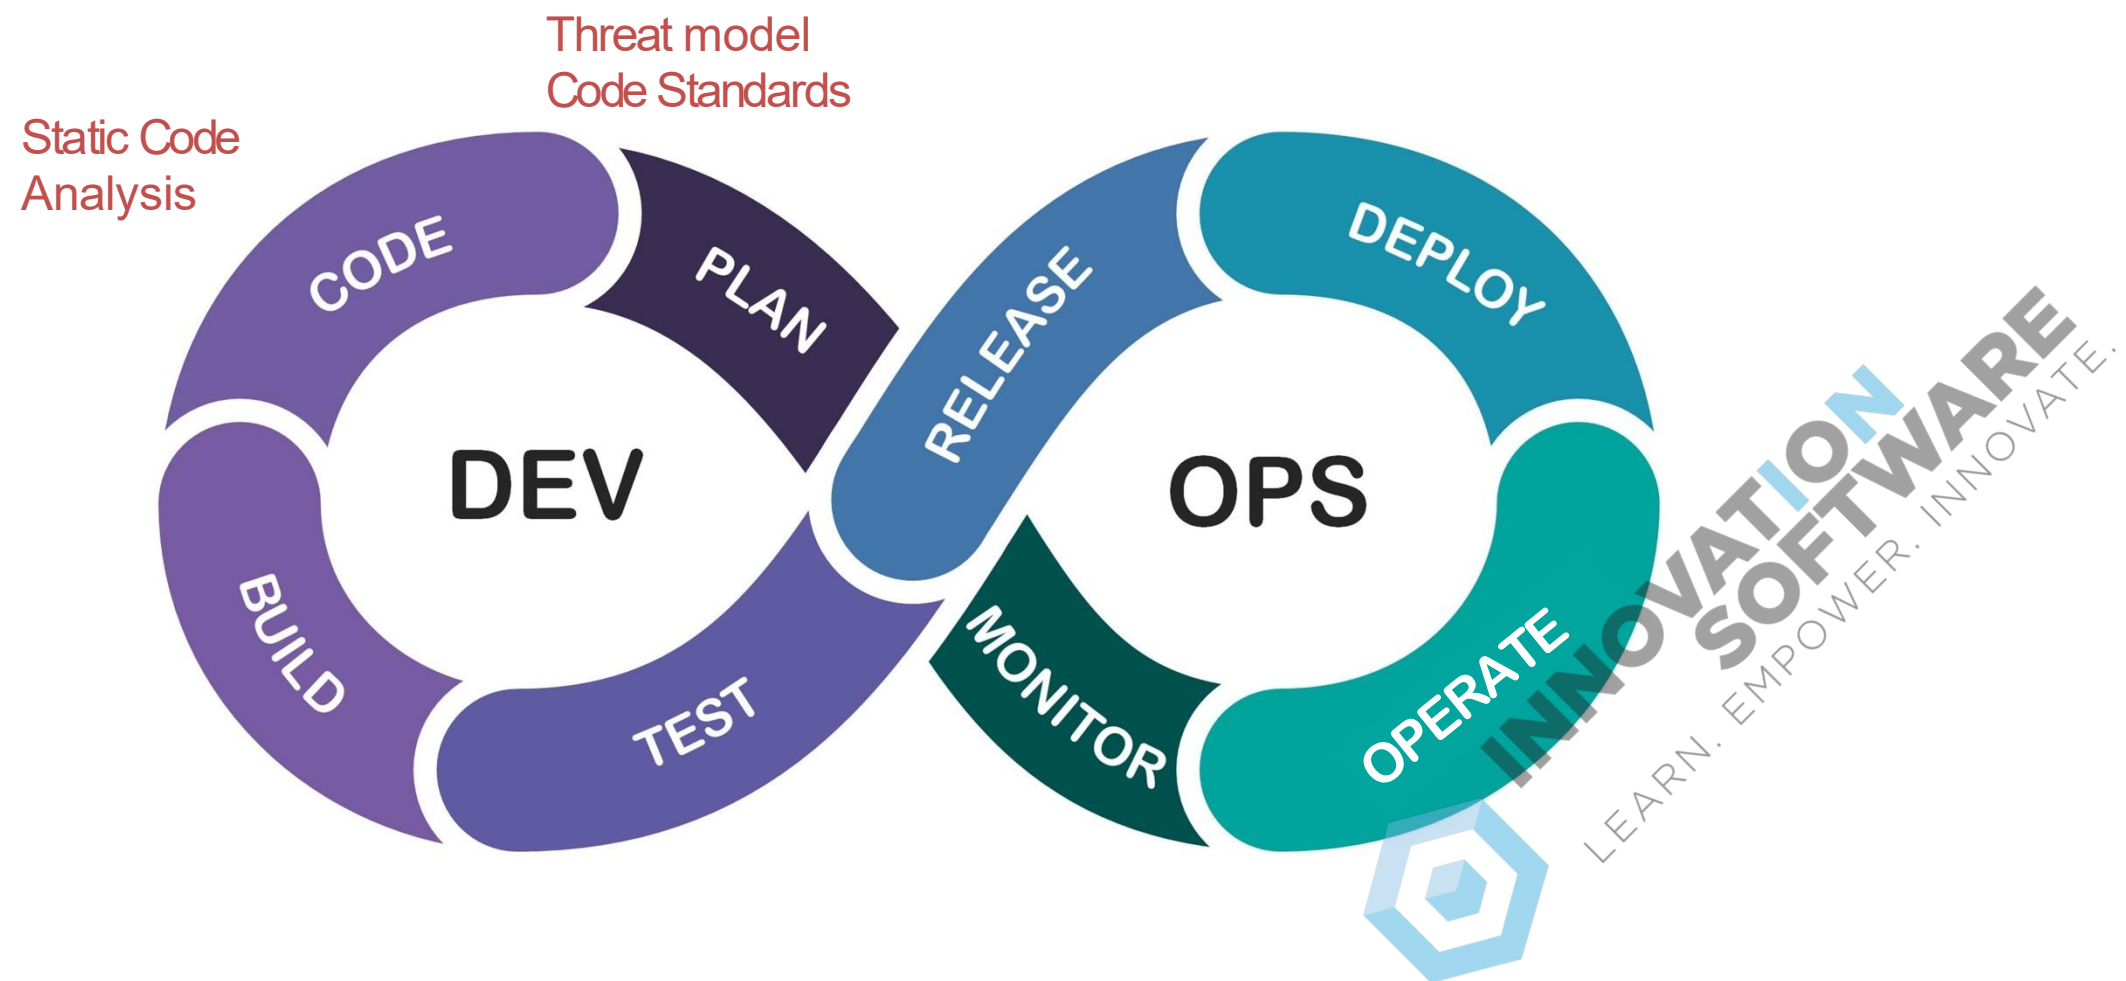 Threat model
Code Standards
Static Code
Analysis
CODE
PLAN
RELEASE
DEPLOY
DEV
OPS
BUILD
TEST
MONITOR
OPERATE
INNOVATION
SOFTWARE
LEARN. EMPOWER. INNOVATE.